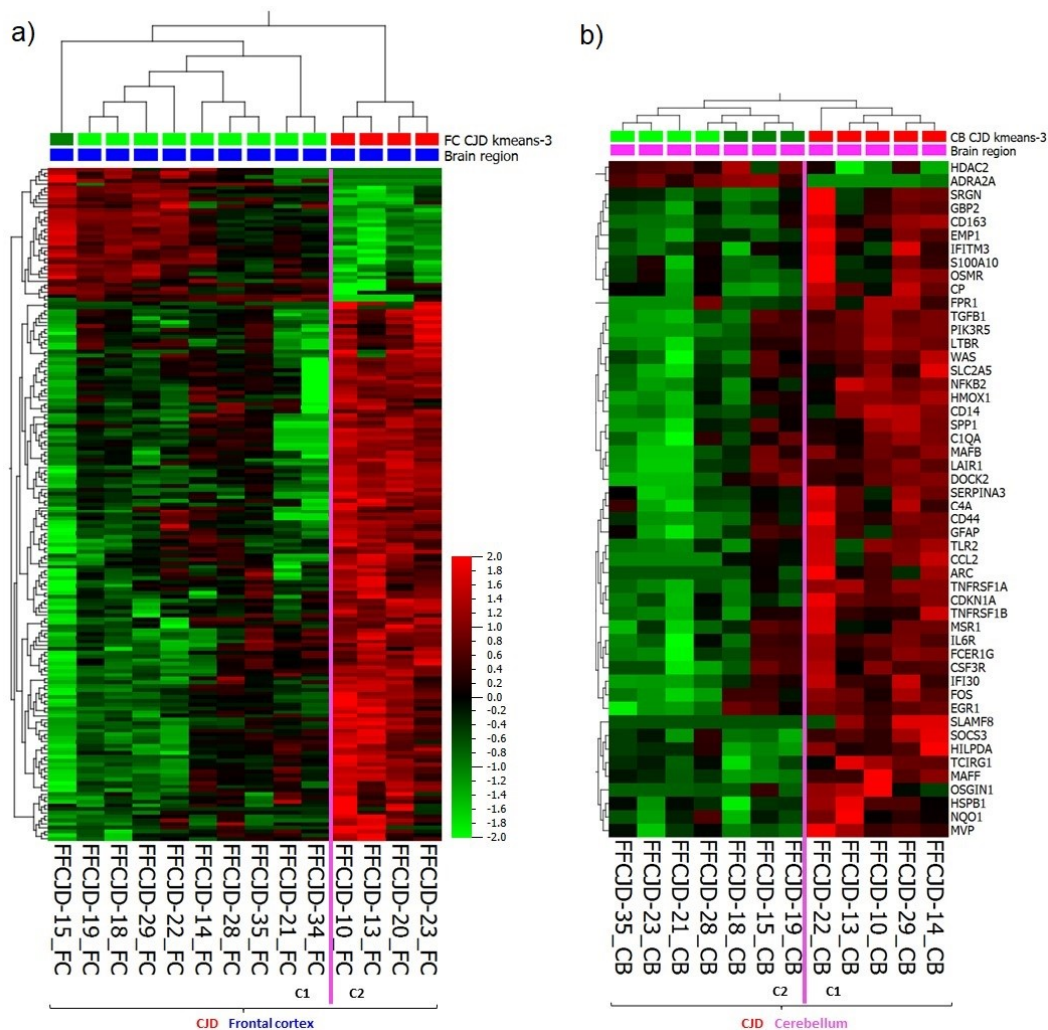 a)
FC CJD kmeans-3
Brain region
2.0
1.6
1.2
1.0
0.8
0.6
0.4
0.2
0.0
-0.2
-0.4
-0.6
-0.8
-1.0
-1.2
-1.6
-2.0
FFCJD-15_FC
FFCJD-19_FC
FFCJD-18_FC
FFCJD-29_FC
FFCJD-22_FC
FFCJD-14_FC
FFCJD-28_FC
FFCJD-35_FC
FFCJD-21_FC
FFCJD-34_FC
FFCJD-10_FC
FFCJD-13_FC
FFCJD-20_FC
FFCJD-23_FC
C1 C2
CJD Frontal cortex
b)
CB CJD kmeans-3
Brain region
HDAC2
ADRA2A
SRGN
GBP2
CD163
EMP1
IFITM3
S100A10
OSMR
CP
FPR1
TGFB1
PIK3R5
LTBR
WAS
SLC2A5
NFKB2
HMOX1
CD14
SPP1
C1QA
MAFB
LAIR1
DOCK2
SERPINA3
C4A
CD44
GFAP
TLR2
CCL2
ARC
TNFRSF1A
CDKN1A
TNFRSF1B
MSR1
IL6R
FCER1G
CSF3R
IFI30
FOS
EGR1
SLAMF8
SOCS3
HILPDA
TCIRG1
MAFF
OSGIN1
HSPB1
NQO1
MVP
FFCJD-35_CB
FFCJD-23_CB
FFCJD-21_CB
FFCJD-28_CB
FFCJD-18_CB
FFCJD-15_CB
FFCJD-19_CB
FFCJD-22_CB
FFCJD-13_CB
FFCJD-10_CB
FFCJD-29_CB
FFCJD-14_CB
C2 C1
CJD Cerebellum